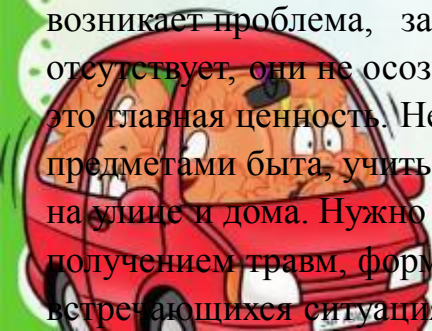 возникает проблема, за
отсутствует, они не осоз
это главная ценность. Не
предметами быта, учить
на улице и дома. Нужно
получением травм, форм
встречающихся ситуация